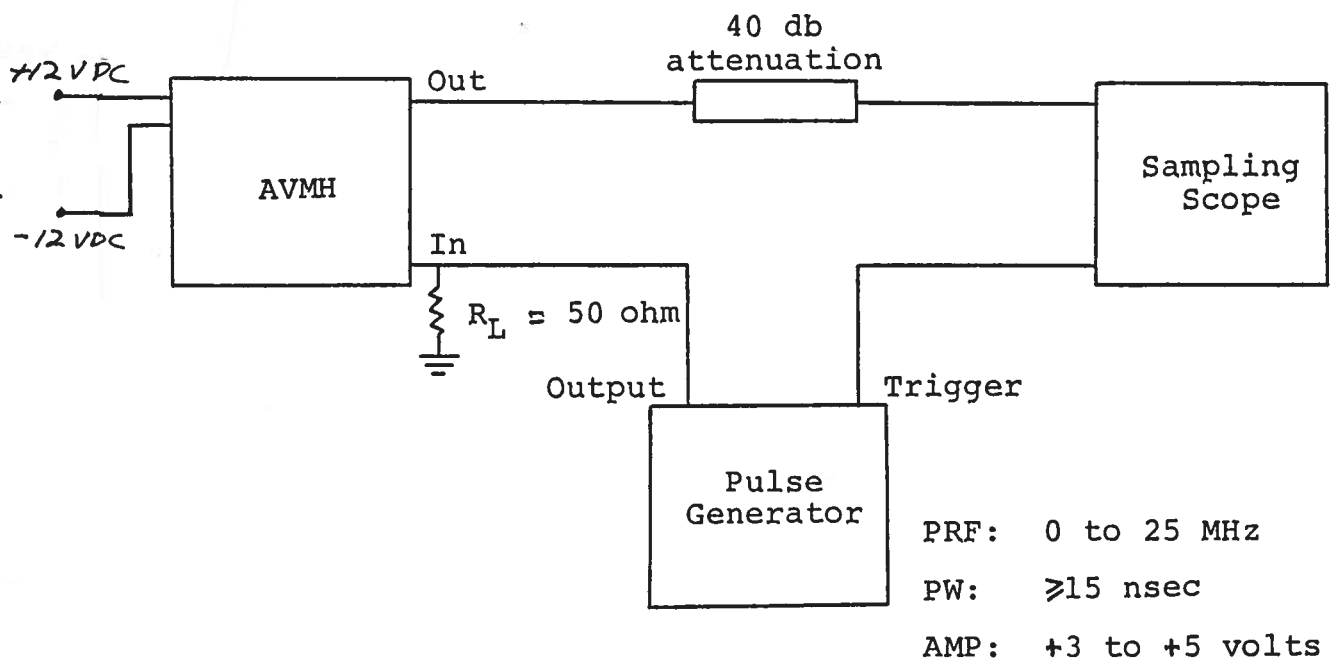 40 db
attenuation
+12 VDC
Out
AVMH
Sampling
Scope
-12 VDC
In
R_L = 50 ohm
Output
Trigger
Pulse
Generator
PRF: 0 to 25 MHz
PW: ≥15 nsec
AMP: +3 to +5 volts